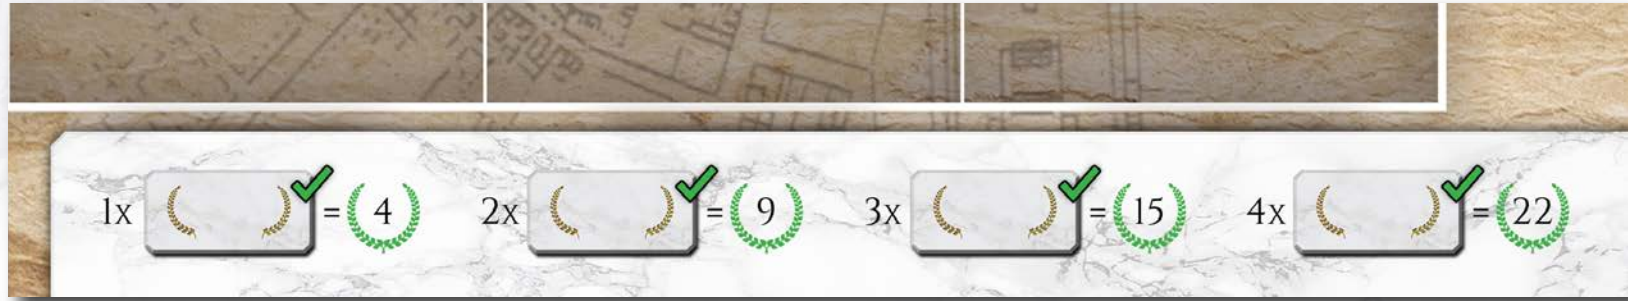 1x = 4 2x = 9 3x = 15 4x = 22